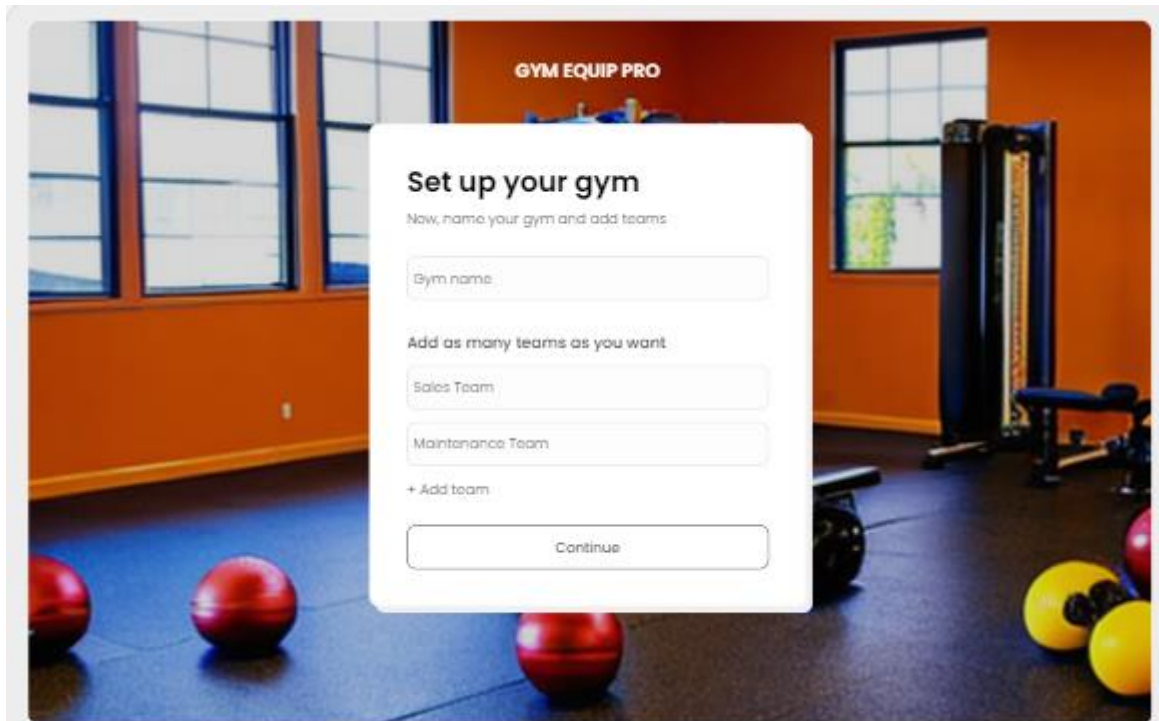 GYM EQUIP PRO
Set up your gym
Now, name your gym and add teams
Gym name
Add as many teams as you want
Sales Team
Maintenance Team
+ Add team
Continue